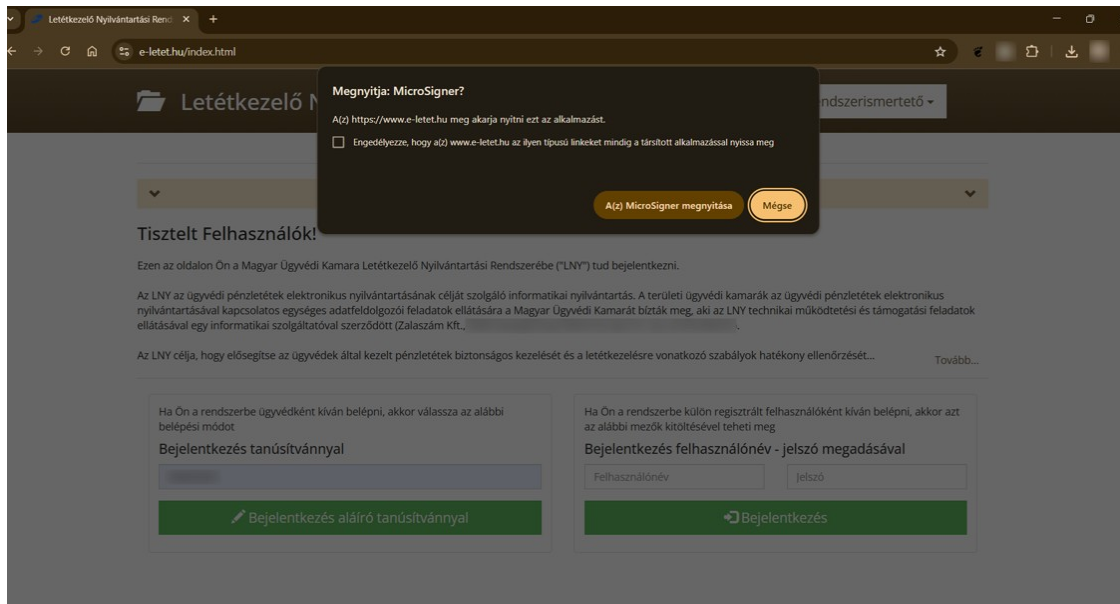 Letétkezelő Nyilvántartási Rend
e-letet.hu/index.html
Letétkezelő N
ndszerismertető
Megnyitja: MicroSigner?
A(z) https://www.e-letet.hu meg akarja nyitni ezt az alkalmazást.
Engedélyezze, hogy a(z) www.e-letet.hu az ilyen típusú linkeket mindig a társított alkalmazással nyissa meg
A(z) MicroSigner megnyitása
Mégse
Tisztelt Felhasználók!
Ezen az oldalon Ön a Magyar Ügyvédi Kamara Letétkezelő Nyilvántartási Rendszerébe ("LNY") tud bejelentkezni.
Az LNY az ügyvédi pénzletétek elektronikus nyilvántartásának célját szolgáló informatikai nyilvántartás. A területi ügyvédi kamarák az ügyvédi pénzletétek elektronikus
nyilvántartásával kapcsolatos egységes adatfeldolgozói feladatok ellátására a Magyar Ügyvédi Kamarát bízták meg, aki az LNY technikai működtetési és támogatási feladatok
ellátásával egy informatikai szolgáltatóval szerződött (Zalaszám Kft.,
Az LNY célja, hogy elősegítse az ügyvédek által kezelt pénzletétek biztonságos kezelését és a letétkezelésre vonatkozó szabályok hatékony ellenőrzését...
Tovább...
Ha Ön a rendszerbe ügyvédként kíván belépni, akkor válassza az alábbi
belépési módot
Bejelentkezés tanúsítvánnyal
Bejelentkezés aláíró tanúsítvánnyal
Ha Ön a rendszerbe külön regisztrált felhasználóként kíván belépni, akkor azt
az alábbi mezők kitöltésével teheti meg
Bejelentkezés felhasználónév - jelszó megadásával
Felhasználónév
Jelszó
Bejelentkezés